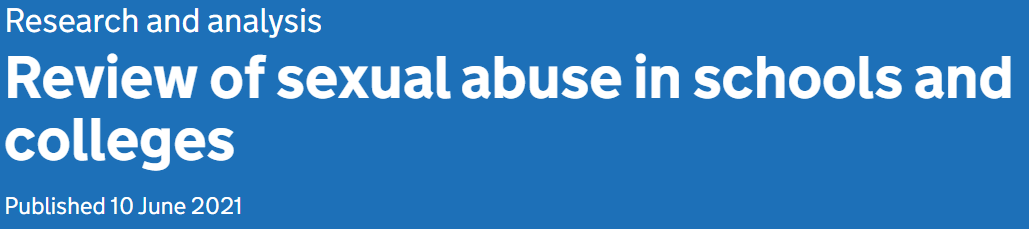 Research and analysis
Review of sexual abuse in schools and
colleges
Published 10 June 2021